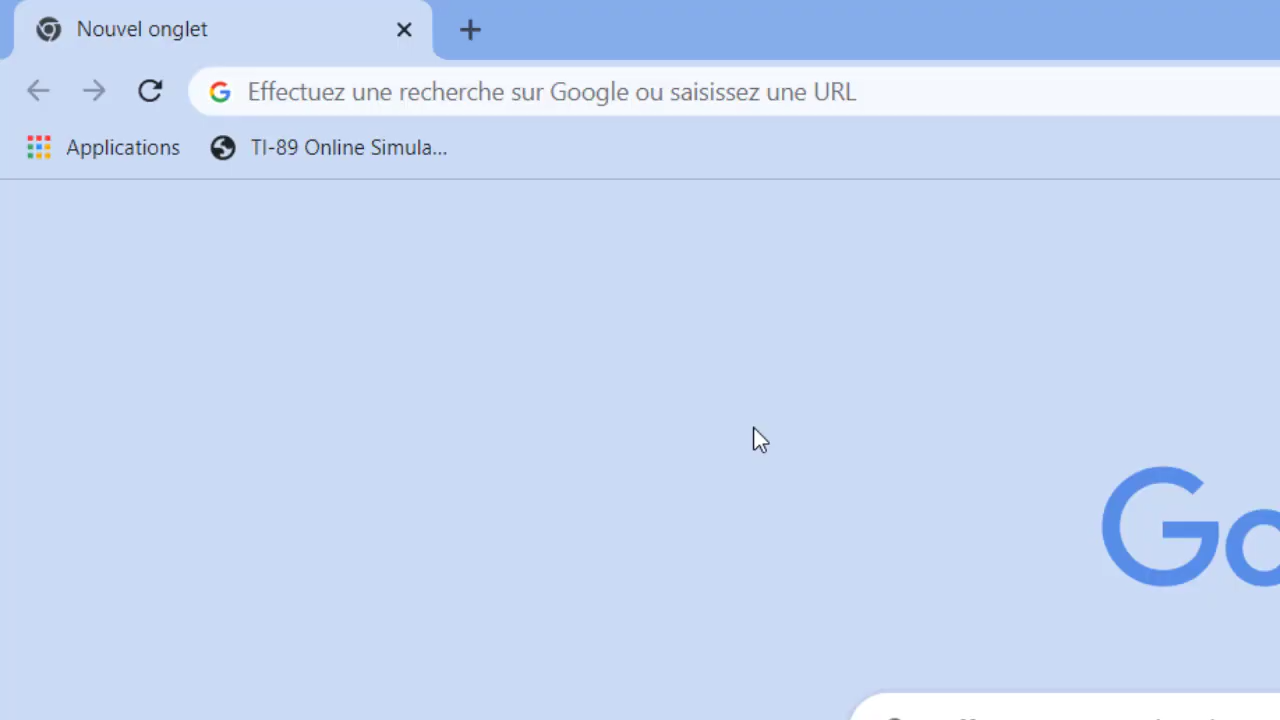 Nouvel onglet
Effectuez une recherche sur Google ou saisissez une URL
Applications
TI-89 Online Simula...
Go